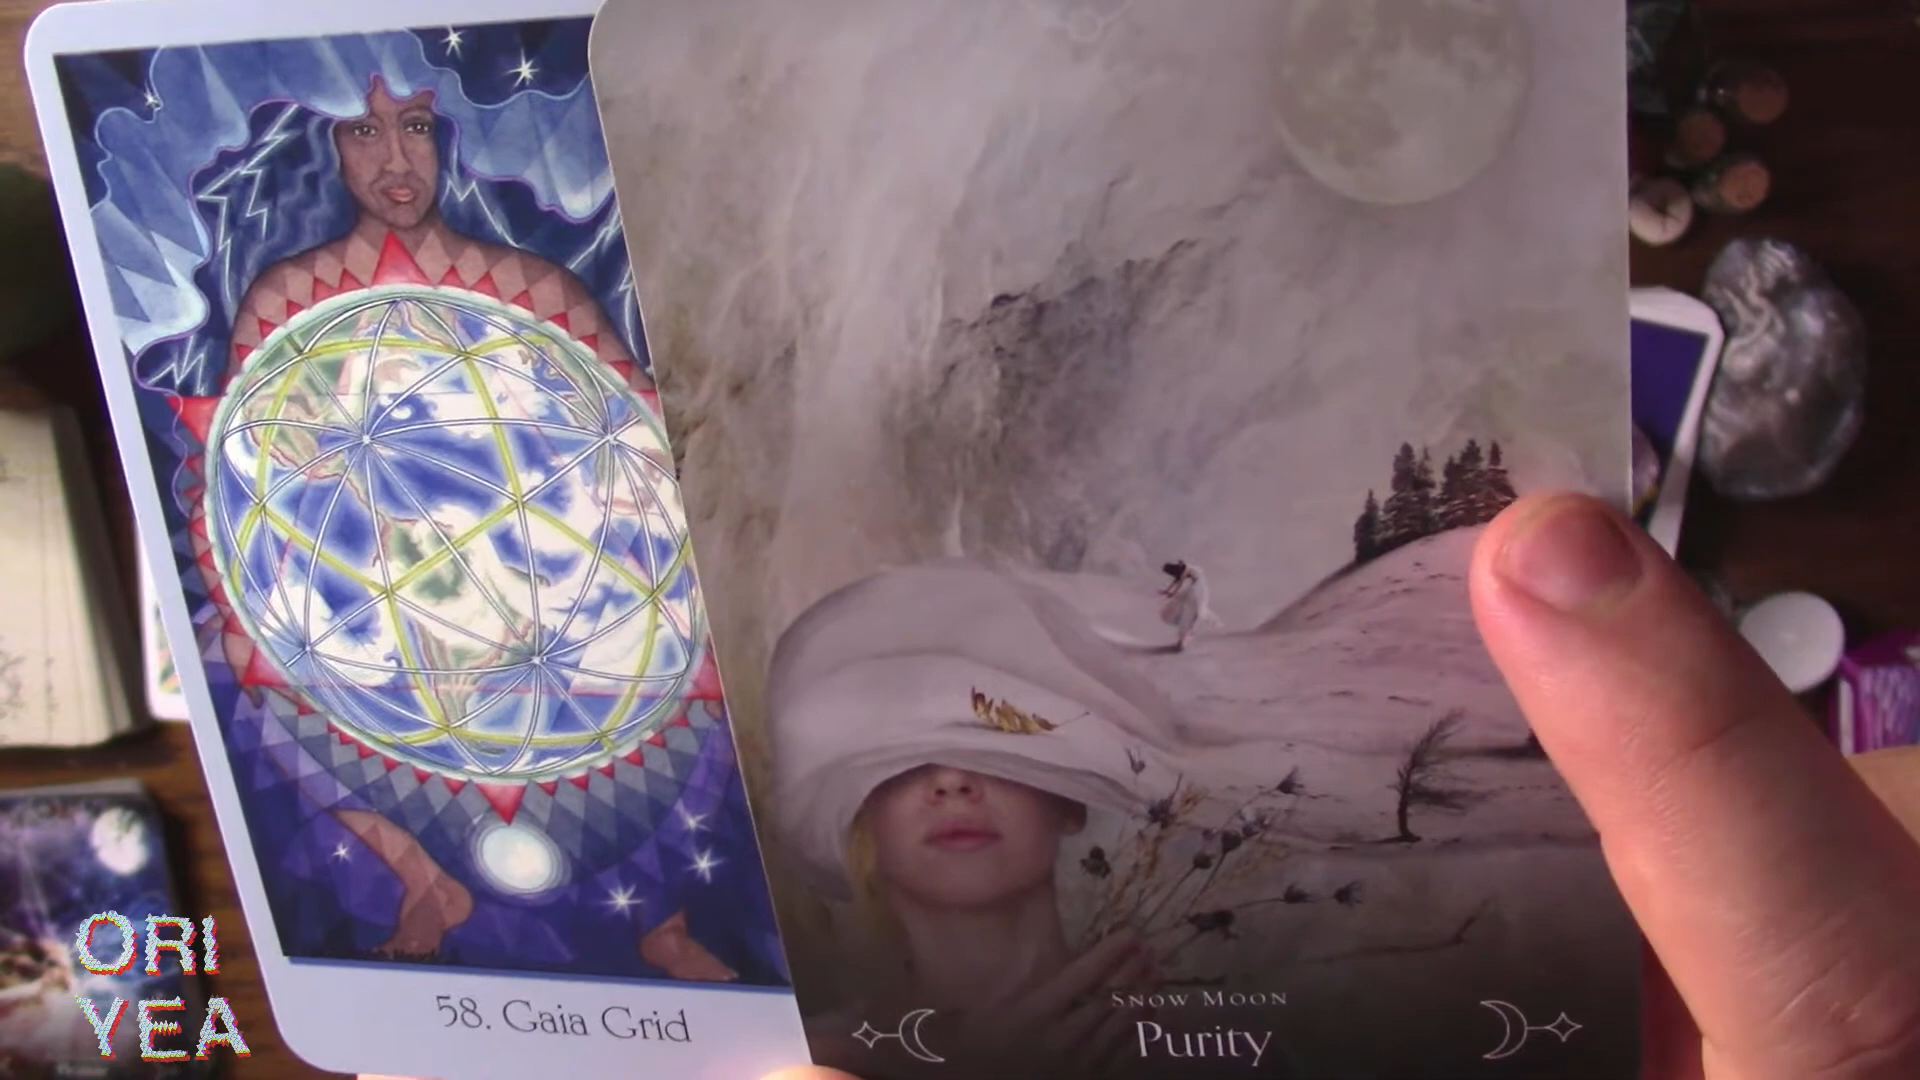 58. Gaia Grid
SNOW MOON
Purity
ORI
YEA